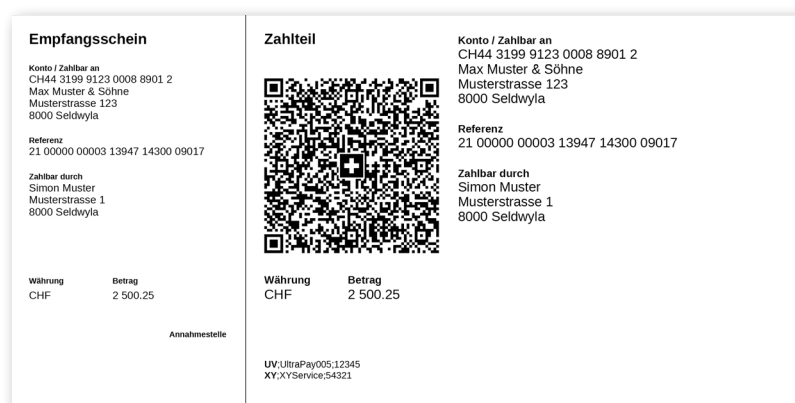 Empfangsschein
Konto / Zahlbar an
CH44 3199 9123 0008 8901 2
Max Muster & Söhne
Musterstrasse 123
8000 Seldwyla
Referenz
21 00000 00003 13947 14300 09017
Zahlbar durch
Simon Muster
Musterstrasse 1
8000 Seldwyla
Währung Betrag
CHF 2 500.25
Annahmestelle
Zahlteil
Währung Betrag
CHF 2 500.25
UV;UltraPay005;12345
XY;XYService;54321
Konto / Zahlbar an
CH44 3199 9123 0008 8901 2
Max Muster & Söhne
Musterstrasse 123
8000 Seldwyla
Referenz
21 00000 00003 13947 14300 09017
Zahlbar durch
Simon Muster
Musterstrasse 1
8000 Seldwyla